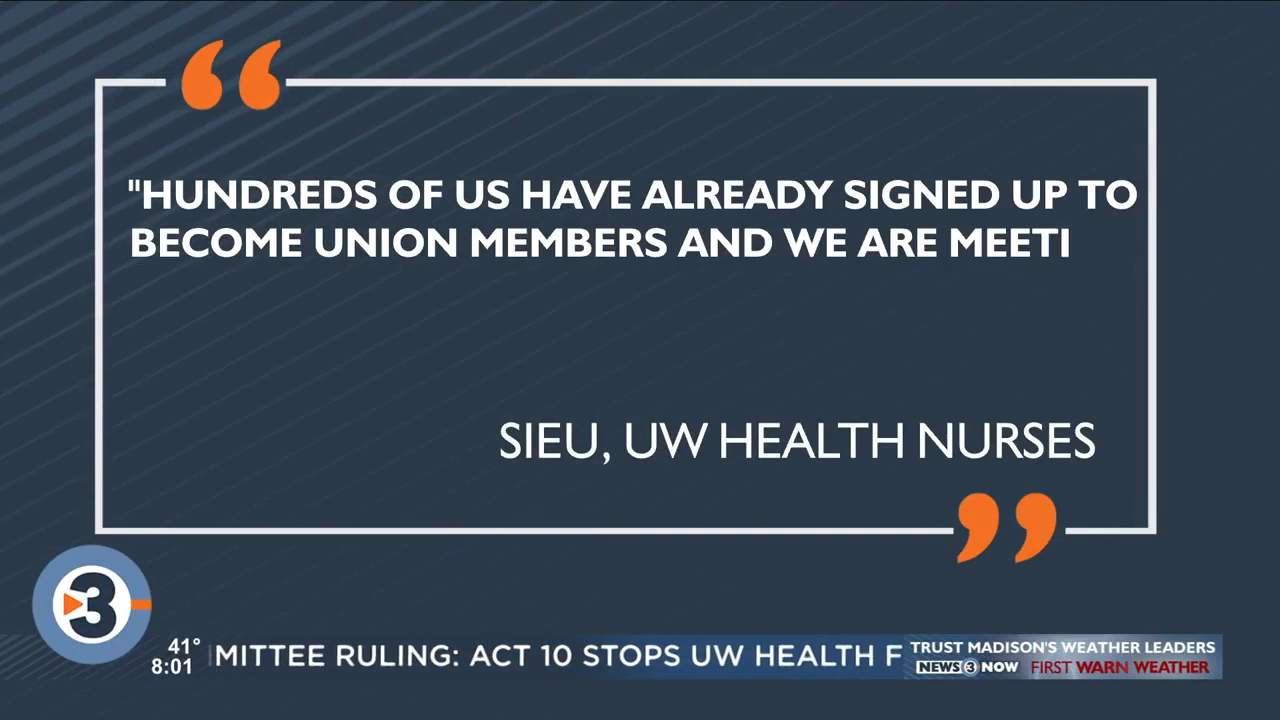 "HUNDREDS OF US HAVE ALREADY SIGNED UP TO
BECOME UNION MEMBERS AND WE ARE MEETI
SIEU, UW HEALTH NURSES
3
41°
8:01
MITTEE RULING: ACT 10 STOPS UW HEALTH F
TRUST MADISON'S WEATHER LEADERS
NEWS 3 NOW FIRST WARN WEATHER